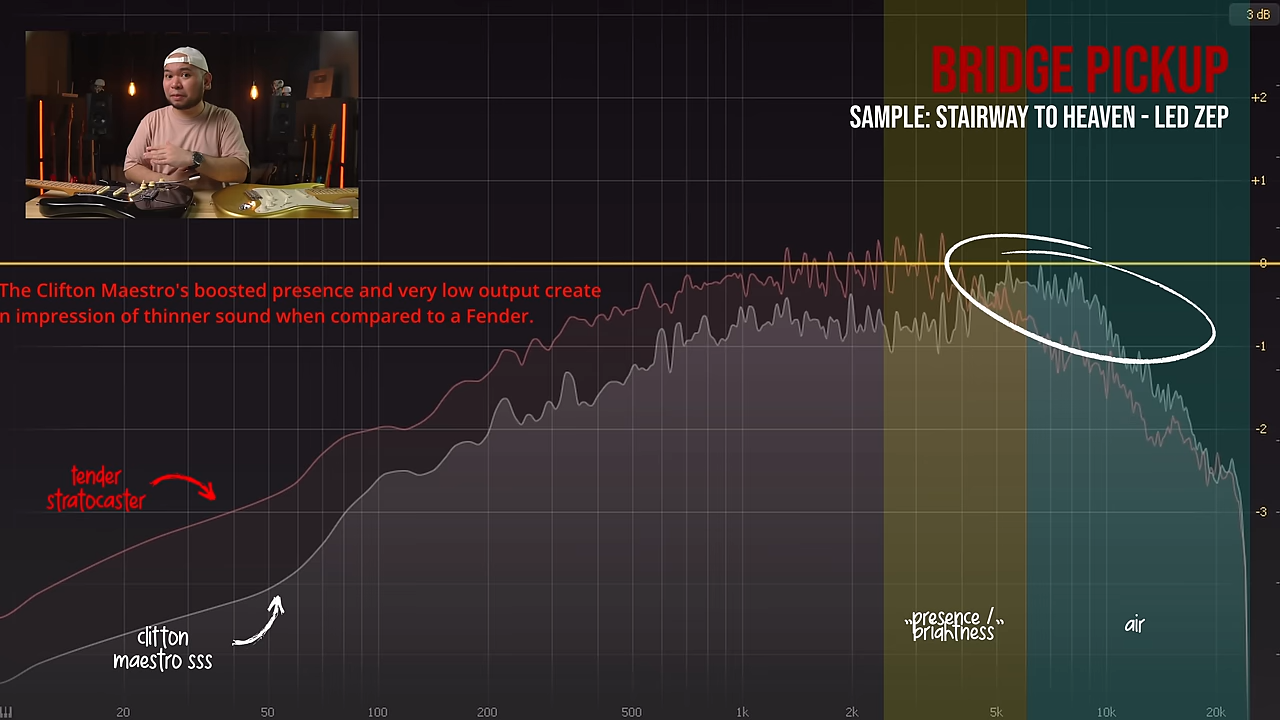 3 dB
BRIDGE PICKUP
SAMPLE: STAIRWAY TO HEAVEN - LED ZEP
+2
+1
0
The Clifton Maestro's boosted presence and very low output create
n impression of thinner sound when compared to a Fender.
-1
-2
fender
stratocaster
-3
clifton
maestro sss
"presence /
brightness"
air
20
50
100
200
500
1k
2k
5k
10k
20k